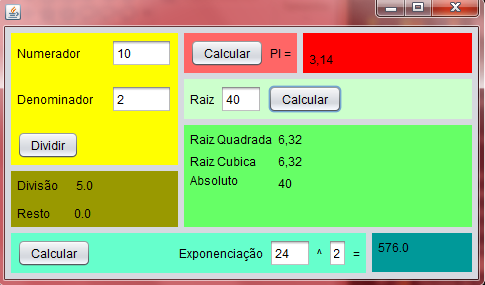 Numerador 10
Denominador 2
Dividir
Calcular PI = 3,14
Raiz 40 Calcular
Raiz Quadrada 6,32
Raiz Cubica 6,32
Absoluto 40
Divisão 5.0
Resto 0.0
Calcular Exponenciação 24 ^ 2 = 576.0